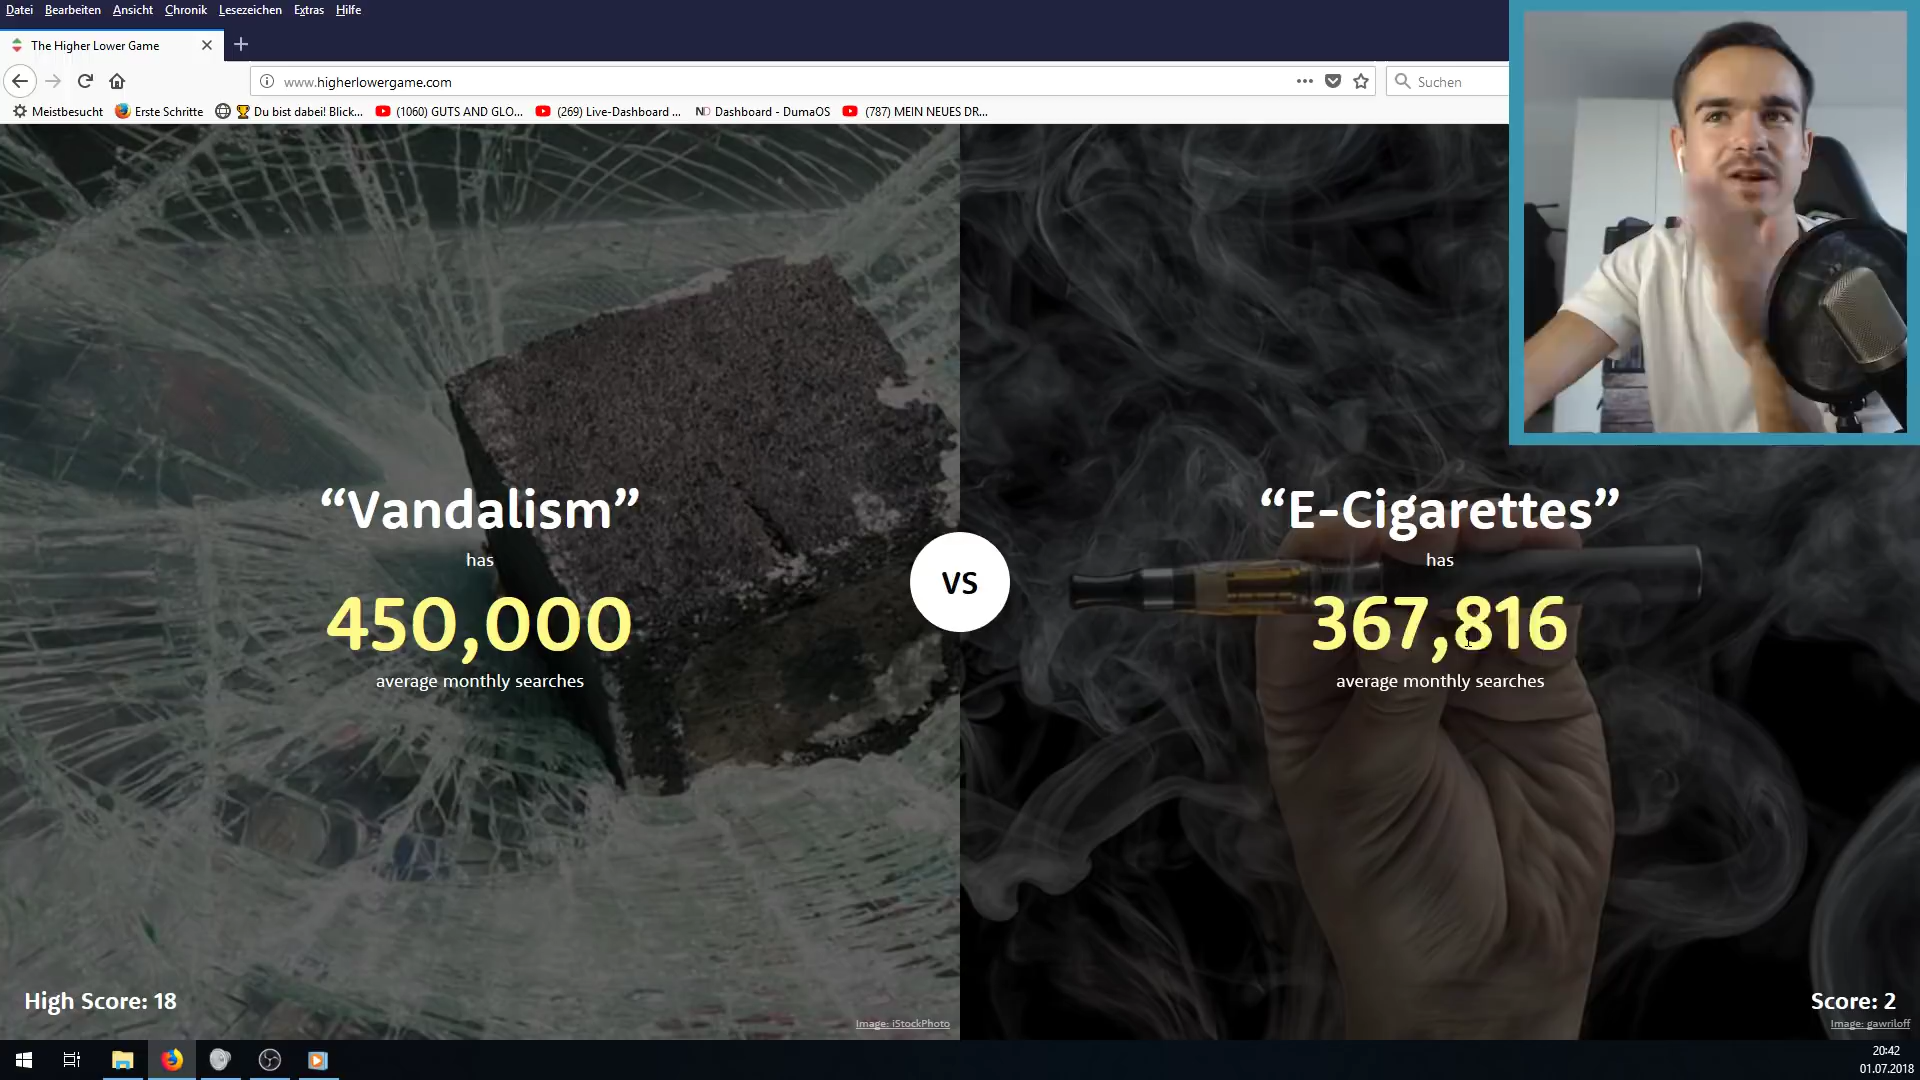 Datei Bearbeiten Ansicht Chronik Lesezeichen Extras Hilfe
The Higher Lower Game
www.higherlowergame.com
Suchen
Meistbesucht Erste Schritte Du bist dabei! Blick... (1060) GUTS AND GLO... (269) Live-Dashboard ... ND Dashboard - DumaOS (787) MEIN NEUES DR...
“Vandalism”
has
450,000
average monthly searches
VS
“E-Cigarettes”
has
367,816
average monthly searches
High Score: 18
Image: iStockPhoto
Score: 2
Image: gawriloff
20:42
01.07.2018